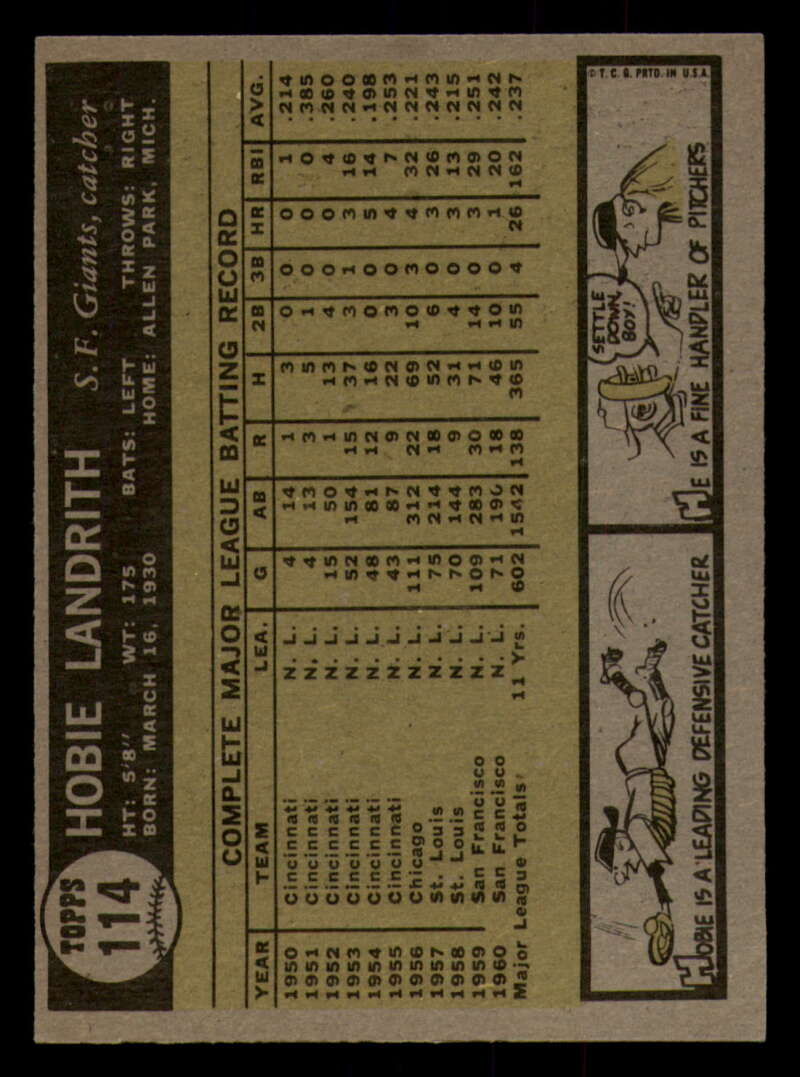 TOPPS
114
HOBIE LANDRITH S. F. Giants, catcher
HT: 5'8" WT: 175 BATS: LEFT THROWS: RIGHT
BORN: MARCH 16, 1930 HOME: ALLEN PARK, MICH.
COMPLETE MAJOR LEAGUE BATTING RECORD
YEAR TEAM LEA. G AB R H 2B 3B HR RBI AVG.
1950 Cincinnati N. L. 4 14 1 3 0 0 0 1 .214
1951 Cincinnati N. L. 4 13 3 5 1 0 0 0 .385
1952 Cincinnati N. L. 15 50 1 13 4 0 0 4 .260
1953 Cincinnati N. L. 52 154 15 37 3 1 3 16 .240
1954 Cincinnati N. L. 48 81 12 16 0 0 5 14 .198
1955 Cincinnati N. L. 43 87 9 22 3 0 4 7 .253
1956 Chicago N. L. 111 312 22 69 10 3 4 32 .221
1957 St. Louis N. L. 75 214 18 52 6 0 3 26 .243
1958 St. Louis N. L. 70 144 9 31 4 0 3 13 .215
1959 San Francisco N. L. 109 283 30 71 14 0 3 29 .251
1960 San Francisco N. L. 71 190 18 46 10 0 1 20 .242
Major League Totals 11 Yrs. 602 1542 138 365 55 4 26 162 .237
HOBIE IS A LEADING DEFENSIVE CATCHER
SETTLE
DOWN,
BOY!
HE IS A FINE HANDLER OF PITCHERS
© T. C. G. PRTD. IN U.S.A.